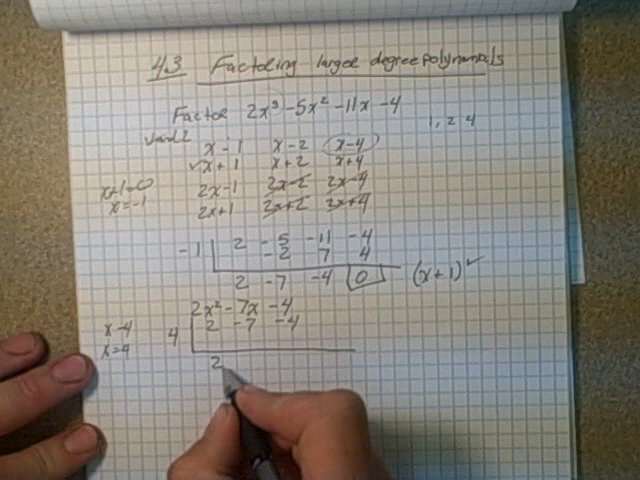 4.3 Factoring larger degree polynomials
Factor 2x³ -5x² -11x -4
1, 2 4
x - 1 x - 2 x-4
✓x + 1 x+2 x+4
x+1=0
x=-1
2x-1 2x-2 2x-4
2x+1 2x+2 2x+4
-1 2 -5 -11 -4
-2 7 4
2 -7 -4 0 (x+1)✓
2x² -7x -4
x-4
x=4
4 2 -7 -4
2